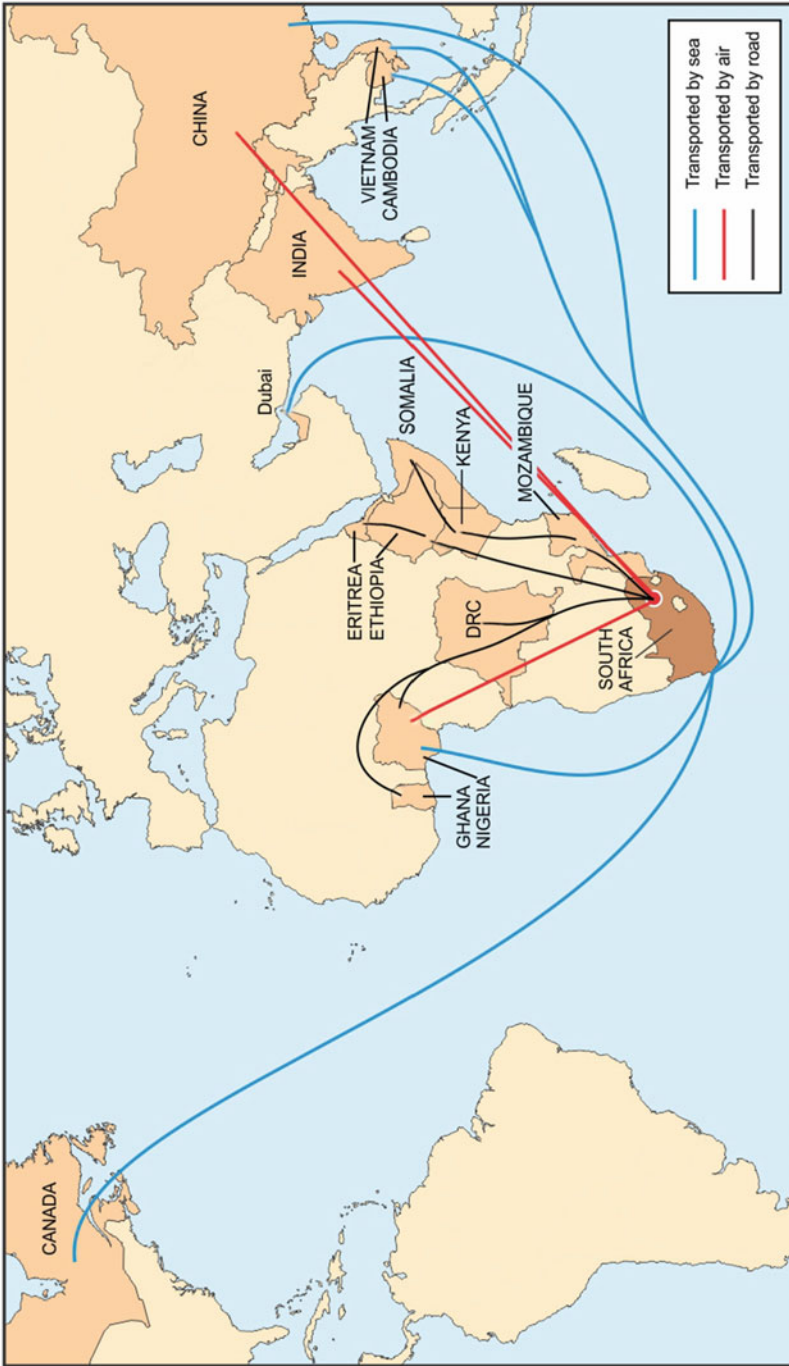 CANADA
CHINA
VIETNAM
CAMBODIA
INDIA
Dubai
SOMALIA
KENYA
MOZAMBIQUE
ERITREA
ETHIOPIA
DRC
SOUTH
AFRICA
GHANA
NIGERIA
Transported by sea
Transported by air
Transported by road